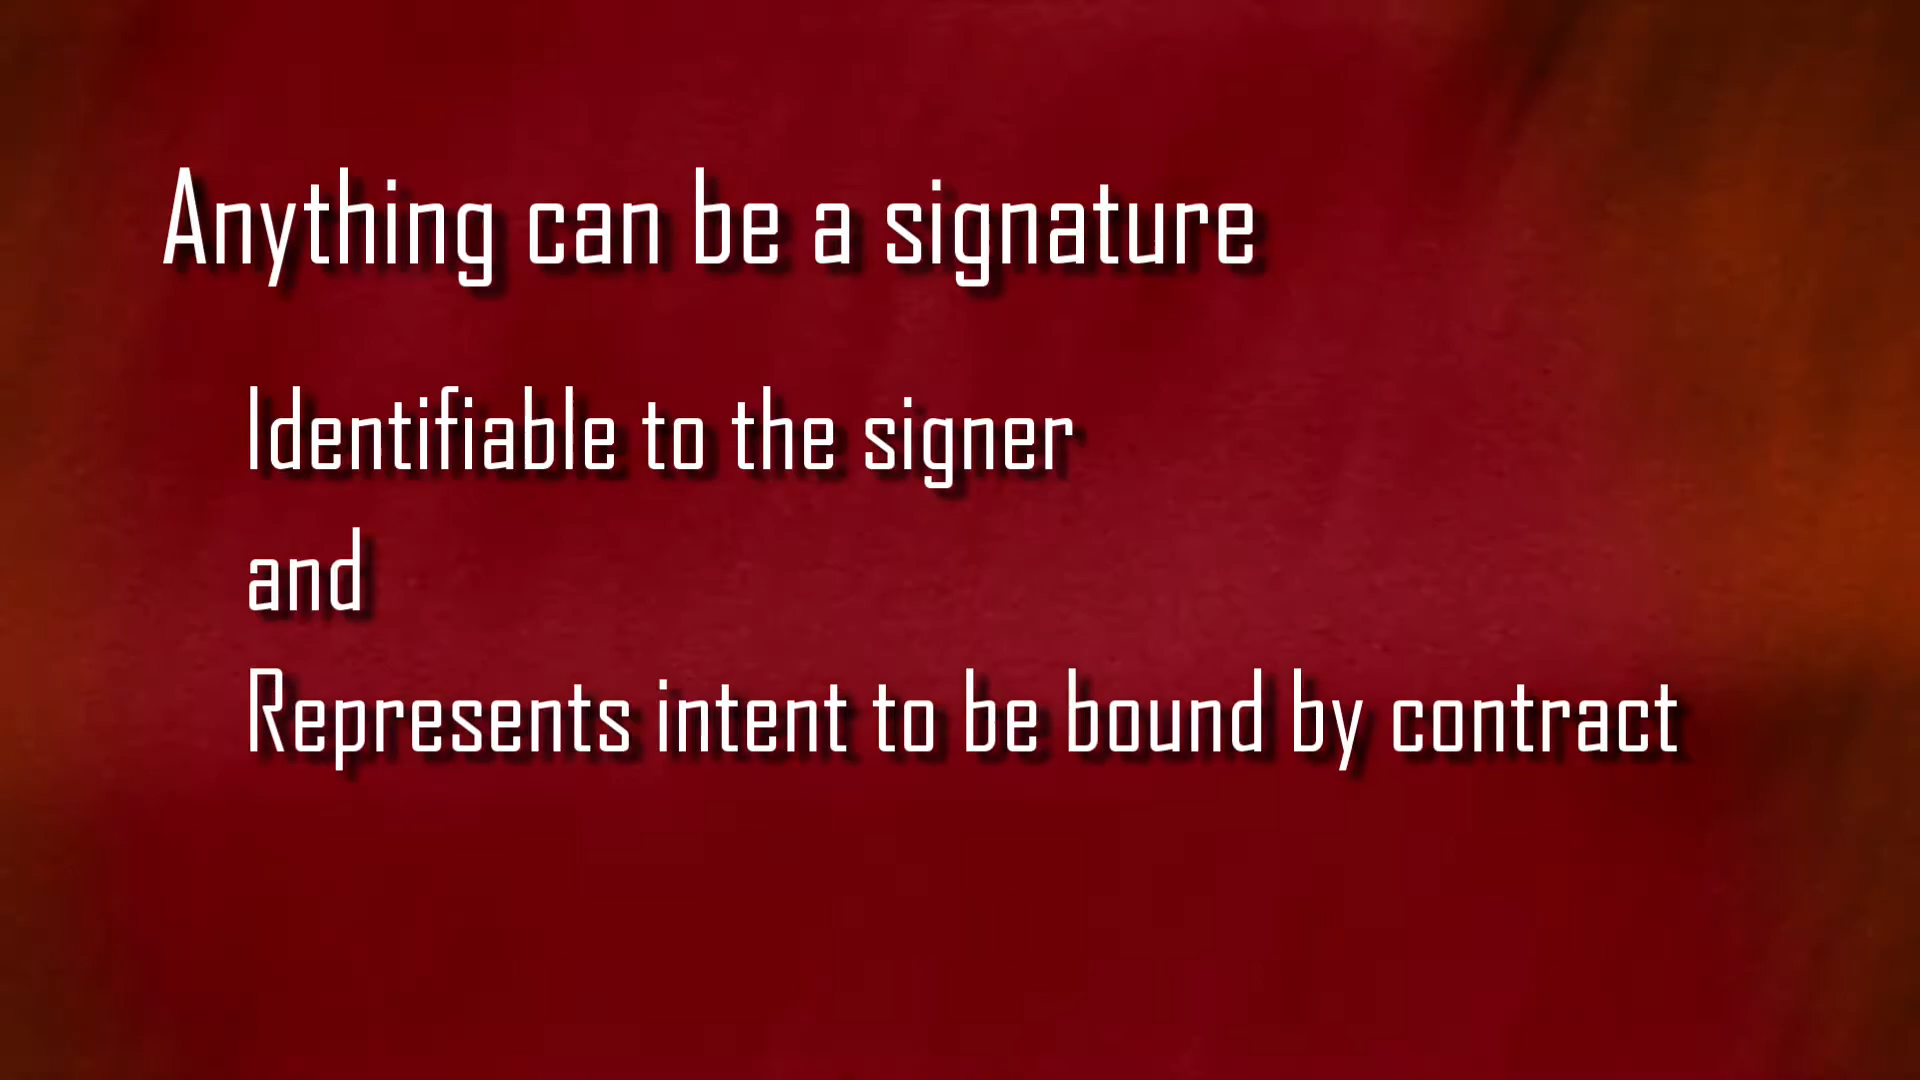 Anything can be a signature
Identifiable to the signer
and
Represents intent to be bound by contract